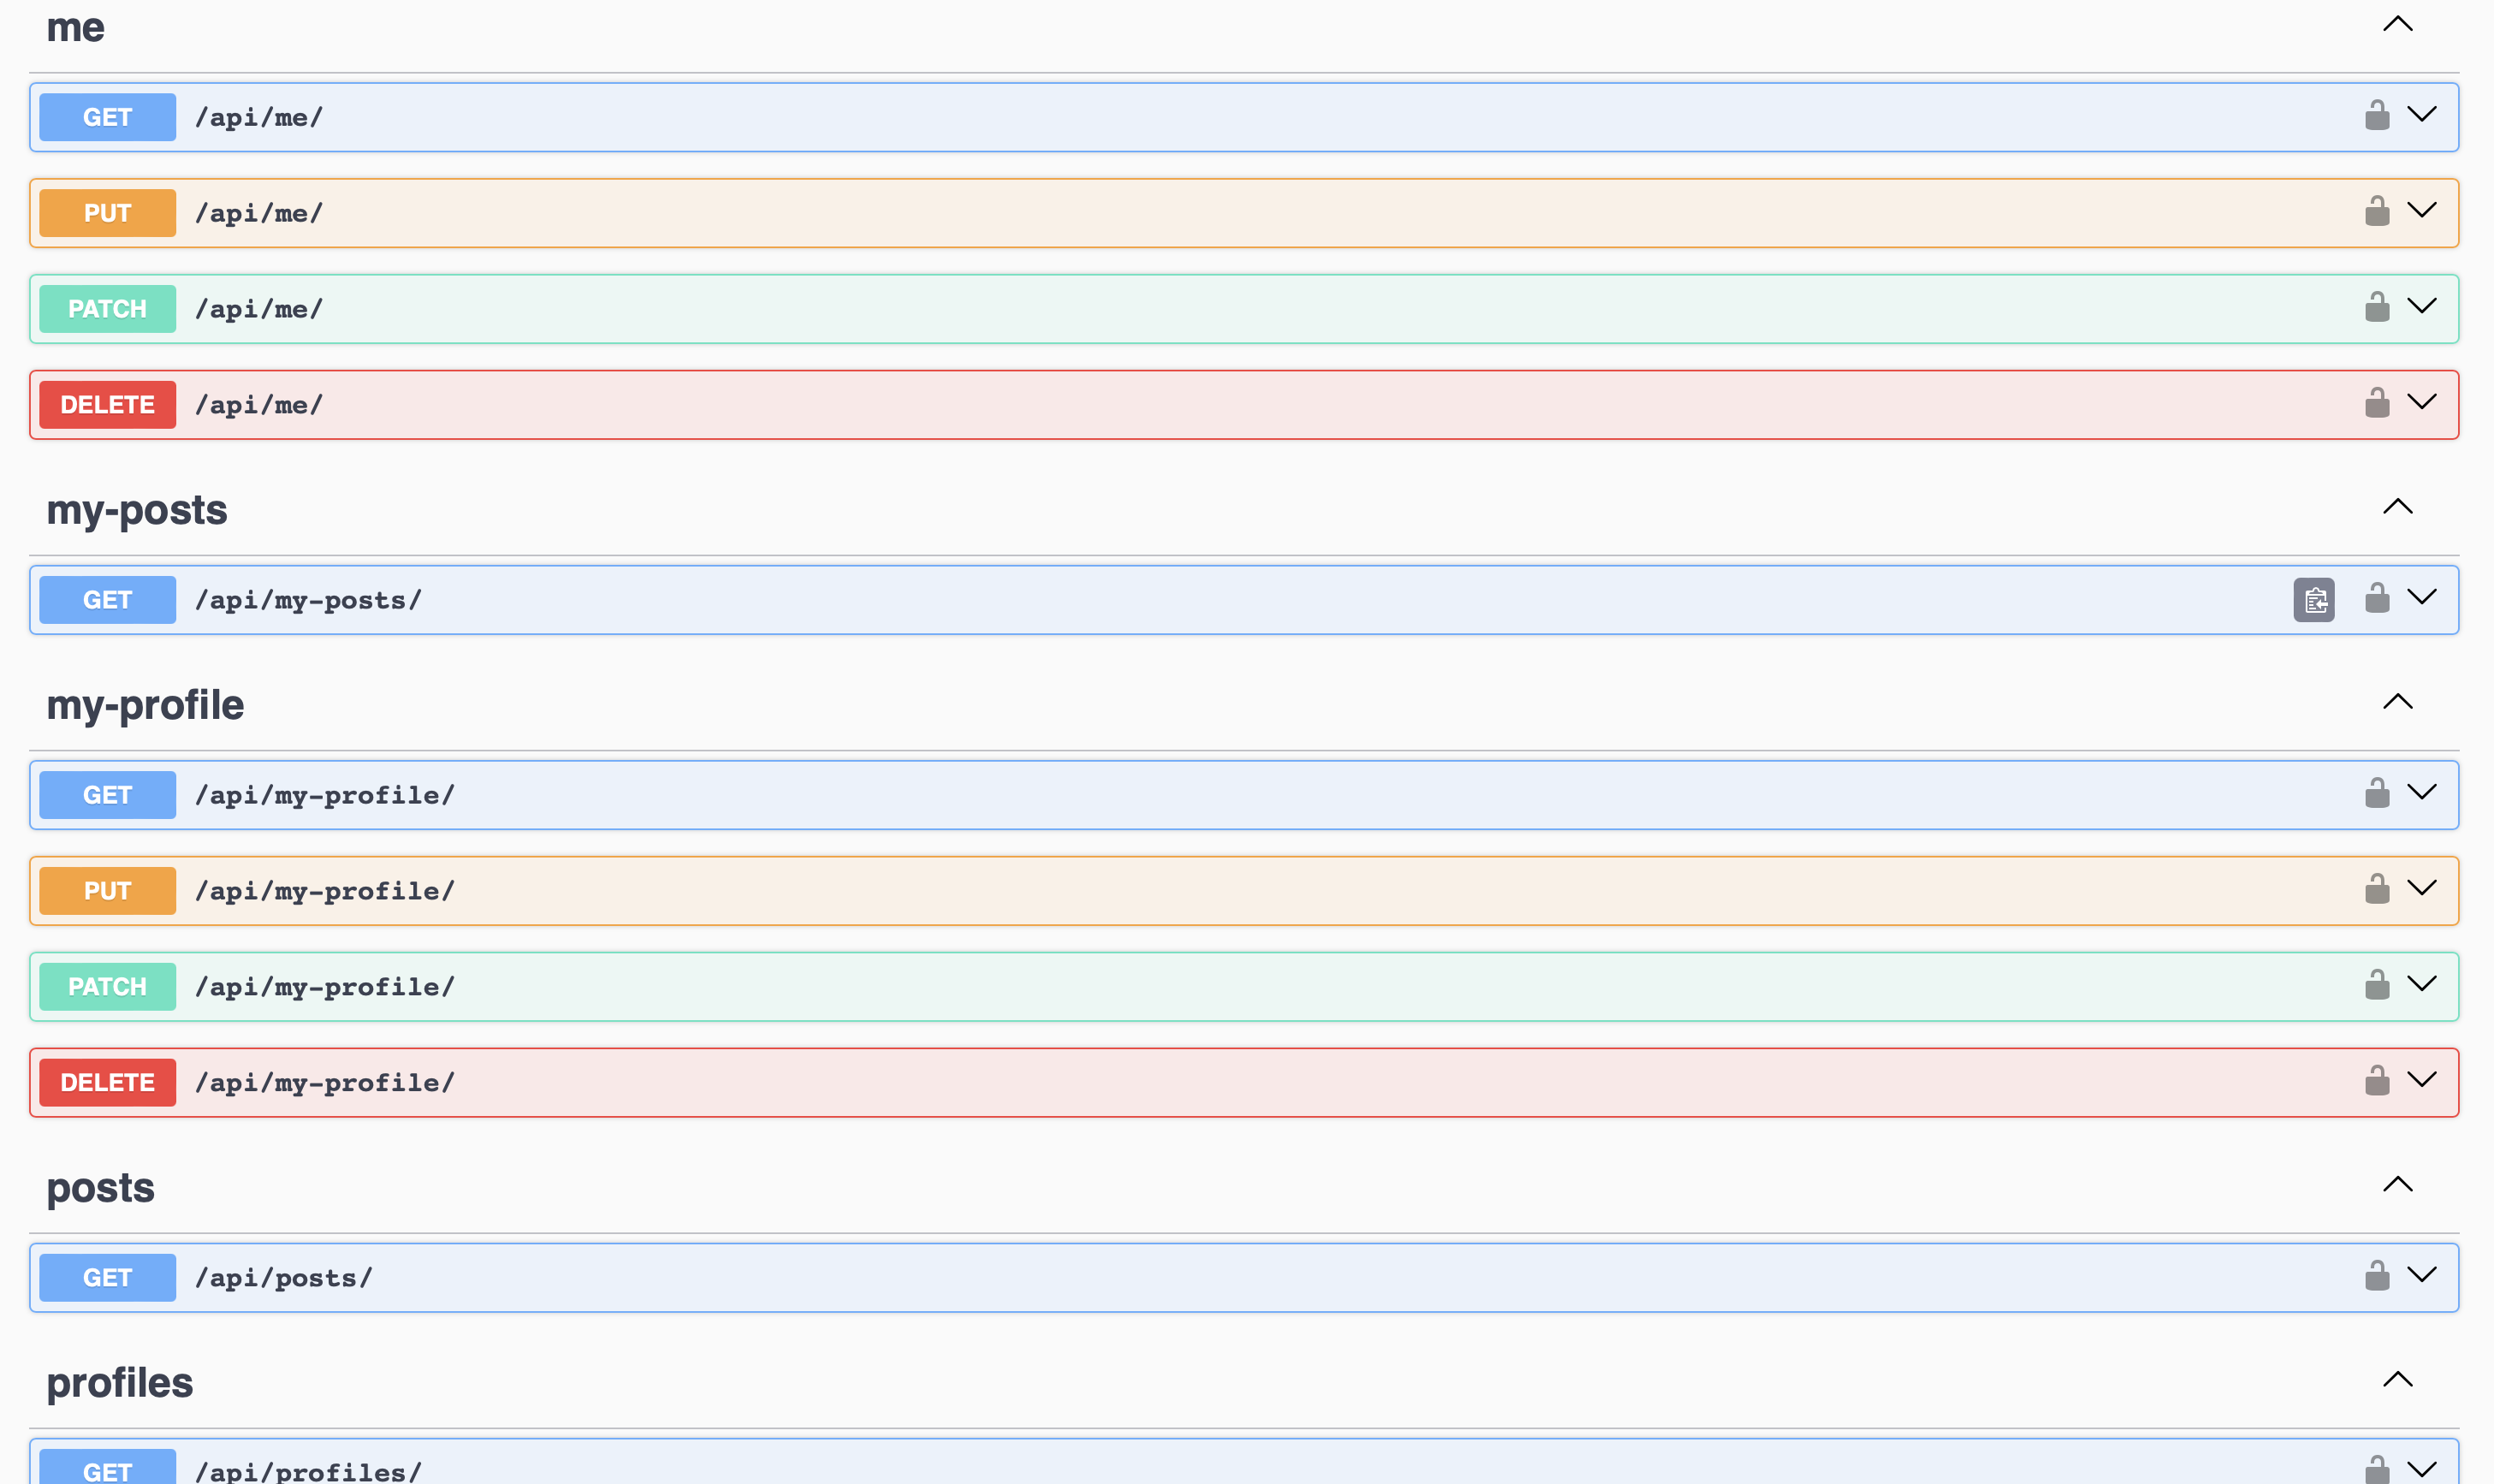 me
GET /api/me/
PUT /api/me/
PATCH /api/me/
DELETE /api/me/
my-posts
GET /api/my-posts/
my-profile
GET /api/my-profile/
PUT /api/my-profile/
PATCH /api/my-profile/
DELETE /api/my-profile/
posts
GET /api/posts/
profiles
GET /api/profiles/